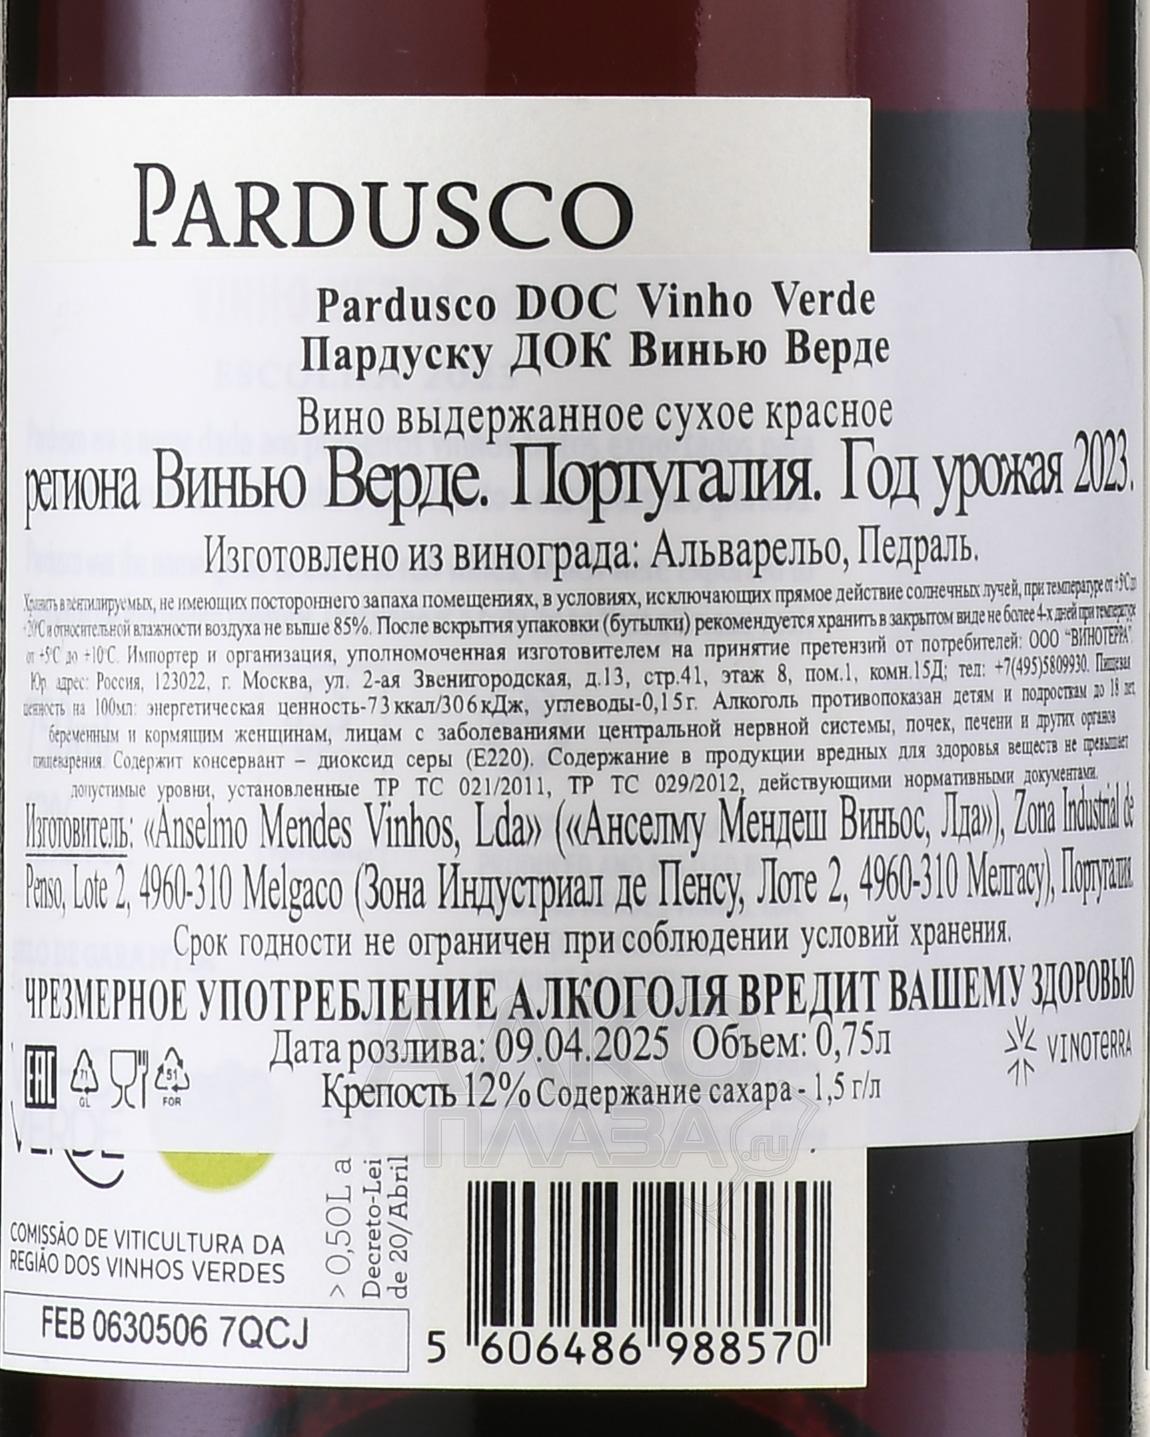 PARDUSCO
Pardusco DOC Vinho Verde
Пардуску ДОК Винью Верде
Вино выдержанное сухое красное
региона Винью Верде. Португалия. Год урожая 2023.
Изготовлено из винограда: Альварельо, Педраль.
Хранить в вентилируемых, не имеющих постороннего запаха помещениях, в условиях, исключающих прямое действие солнечных лучей, при температуре от +5°С до
+20°С и относительной влажности воздуха не выше 85%. После вскрытия упаковки (бутылки) рекомендуется хранить в закрытом виде не более 4-х дней при температуре
от +5°С до +10°С. Импортер и организация, уполномоченная изготовителем на принятие претензий от потребителей: ООО "ВИНОТЕРРА"
Юр. адрес: Россия, 123022, г. Москва, ул. 2-ая Звенигородская, д.13, стр.41, этаж 8, пом.1, комн.15Д; тел: +7(495)5809930. Пищевая
ценность на 100мл: энергетическая ценность-73ккал/306кДж, углеводы-0,15г. Алкоголь противопоказан детям и подросткам до 18 лет,
беременным и кормящим женщинам, лицам с заболеваниями центральной нервной системы, почек, печени и других органов
пищеварения. Содержит консервант – диоксид серы (Е220). Содержание в продукции вредных для здоровья веществ не превышает
допустимые уровни, установленные ТР ТС 021/2011, ТР ТС 029/2012, действующими нормативными документами.
Изготовитель: «Anselmo Mendes Vinhos, Lda» («Анселму Мендеш Виньос, Лда»), Zona Industrial de
Penso, Lote 2, 4960-310 Melgaco (Зона Индустриал де Пенсу, Лоте 2, 4960-310 Мелгасу), Португалия.
Срок годности не ограничен при соблюдении условий хранения.
ЧРЕЗМЕРНОЕ УПОТРЕБЛЕНИЕ АЛКОГОЛЯ ВРЕДИТ ВАШЕМУ ЗДОРОВЬЮ
Дата розлива: 09.04.2025 Объем: 0,75л
Крепость 12% Содержание сахара - 1,5 г/л
EAC
71
GL
51
FOR
VINOTERRA
АЛКО
ПЛАЗА.ru
VERDE
COMISSÃO DE VITICULTURA DA
REGIÃO DOS VINHOS VERDES
FEB 0630506 7QCJ
> 0,50L a
Decreto-Lei
de 20/Abril
5 606486 988570